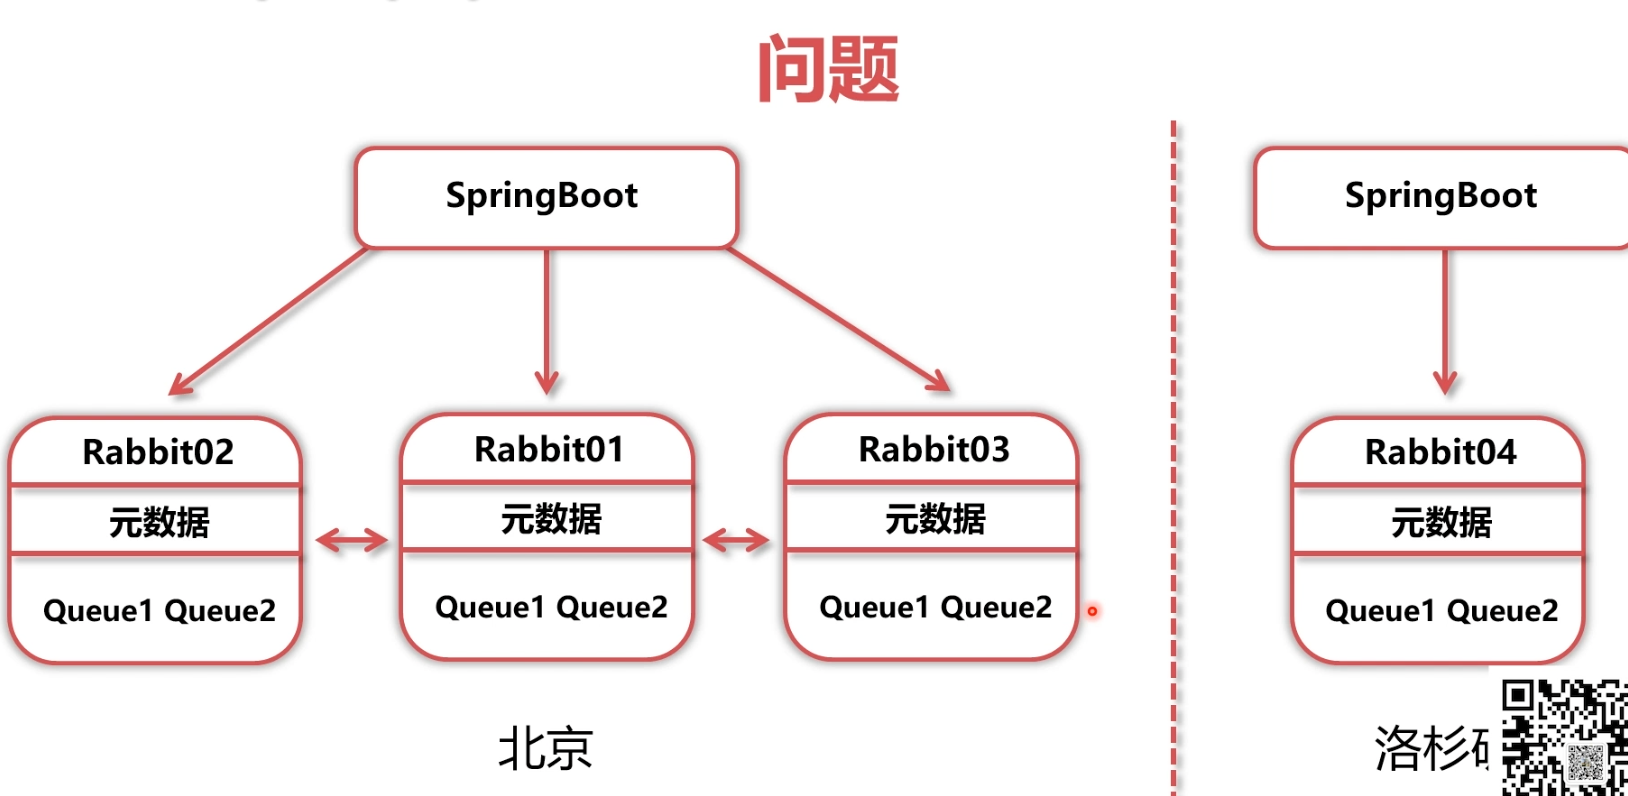 问题
SpringBoot
SpringBoot
Rabbit02
元数据
Queue1 Queue2
Rabbit01
元数据
Queue1 Queue2
Rabbit03
元数据
Queue1 Queue2
Rabbit04
元数据
Queue1 Queue2
北京
洛杉